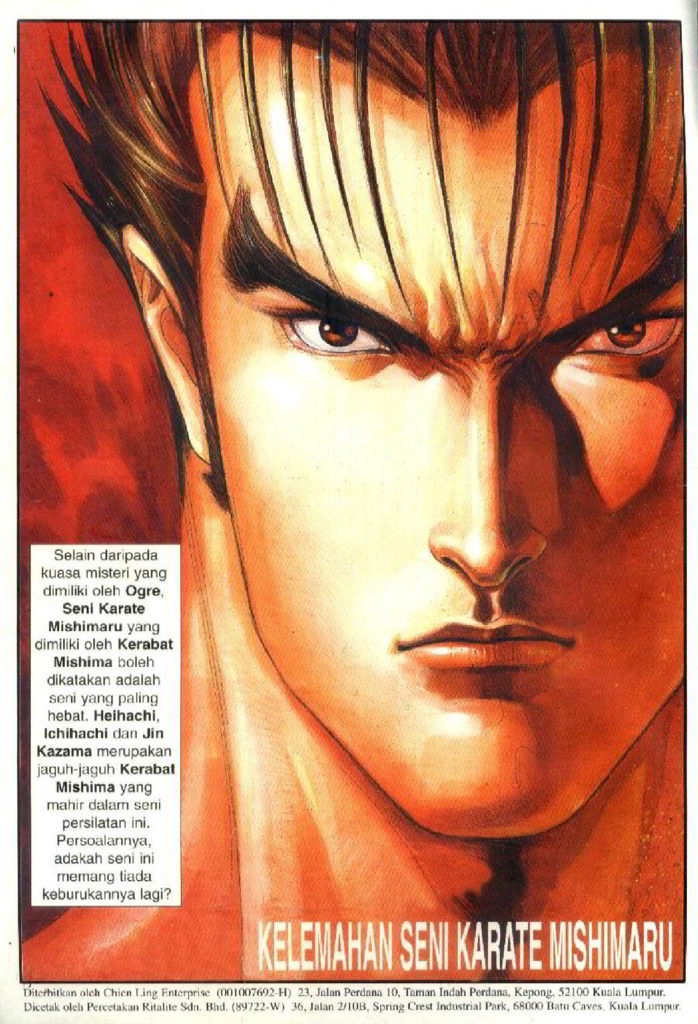 Selain daripada
kuasa misteri yang
dimiliki oleh Ogre,
Seni Karate
Mishimaru yang
dimiliki oleh Kerabat
Mishima boleh
dikatakan adalah
seni yang paling
hebat. Heihachi,
Ichihachi dan Jin
Kazama merupakan
jaguh-jaguh Kerabat
Mishima yang
mahir dalam seni
persilatan ini.
Persoalannya,
adakah seni ini
memang tiada
keburukannya lagi?
KELEMAHAN SENI KARATE MISHIMARU
Diterbitkan oleh Chien Ling Enterprise (001007692-H) 23, Jalan Perdana 10, Taman Indah Perdana, Kepong, 52100 Kuala Lumpur.
Dicetak oleh Percetakan Ritalite Sdn. Bhd. (89722-W) 36, Jalan 2/10B, Spring Crest Industrial Park, 68000 Batu Caves, Kuala Lumpur.